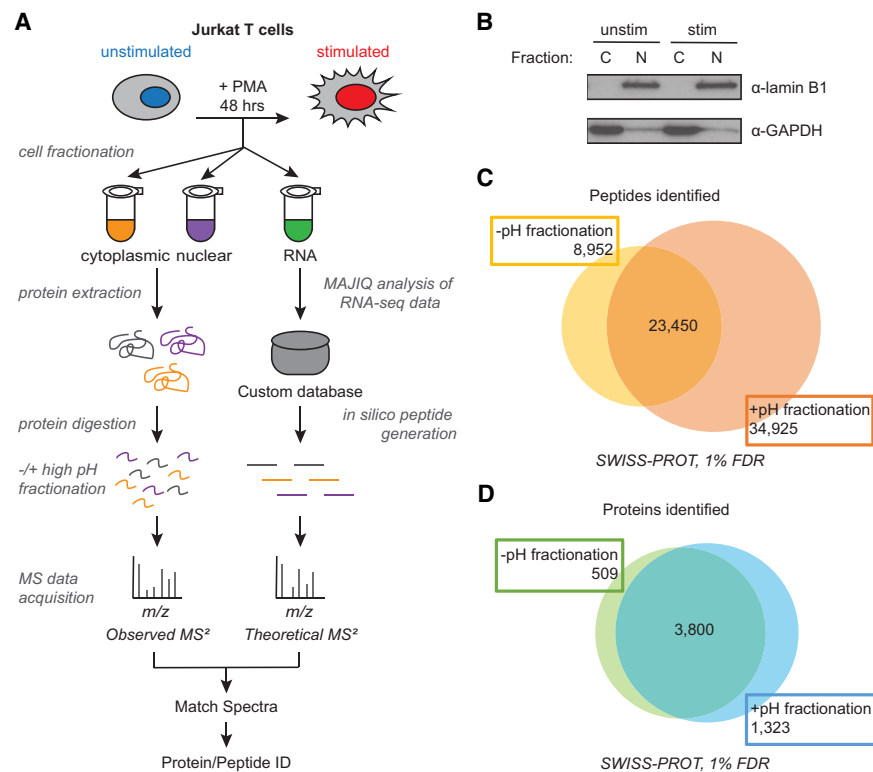 A
Jurkat T cells
unstimulated
stimulated
+ PMA
48 hrs
cell fractionation
cytoplasmic nuclear
RNA
protein extraction
MAJIQ analysis of
RNA-seq data
Custom database
protein digestion
in silico peptide
generation
-/+ high pH
fractionation
MS data
acquisition
m/z
m/z
Observed MS²
Theoretical MS²
Match Spectra
Protein/Peptide ID
B
unstim
stim
Fraction:
C
N
C
N
α-lamin B1
α-GAPDH
C
Peptides identified
-pH fractionation
8,952
23,450
+pH fractionation
34,925
SWISS-PROT, 1% FDR
D
Proteins identified
-pH fractionation
509
3,800
+pH fractionation
1,323
SWISS-PROT, 1% FDR